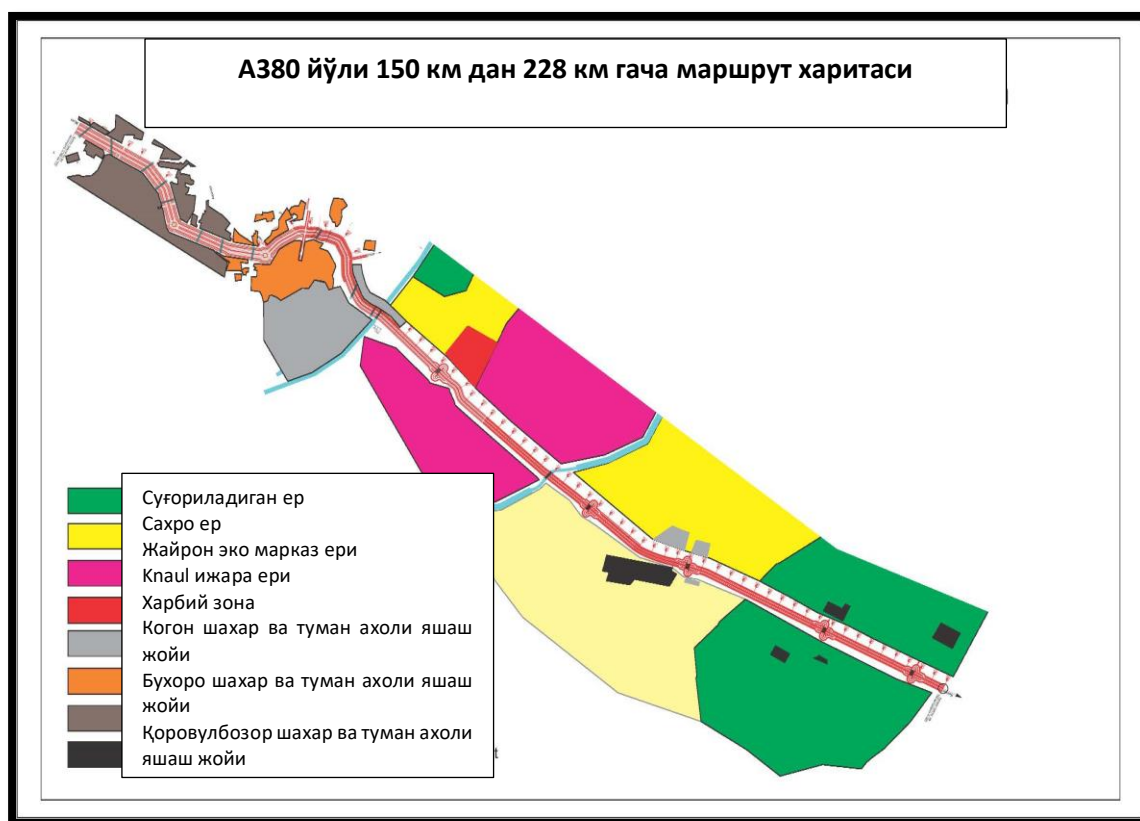 А380 йўли 150 км дан 228 км гача маршрут харитаси
Суғориладиган ер
Сахро ер
Жайрон эко марказ ери
Knaul ижара ери
Харбий зона
Когон шахар ва туман ахоли яшаш
жойи
Бухоро шахар ва туман ахоли яшаш
жойи
Қоровулбозор шахар ва туман ахоли
яшаш жойи
t